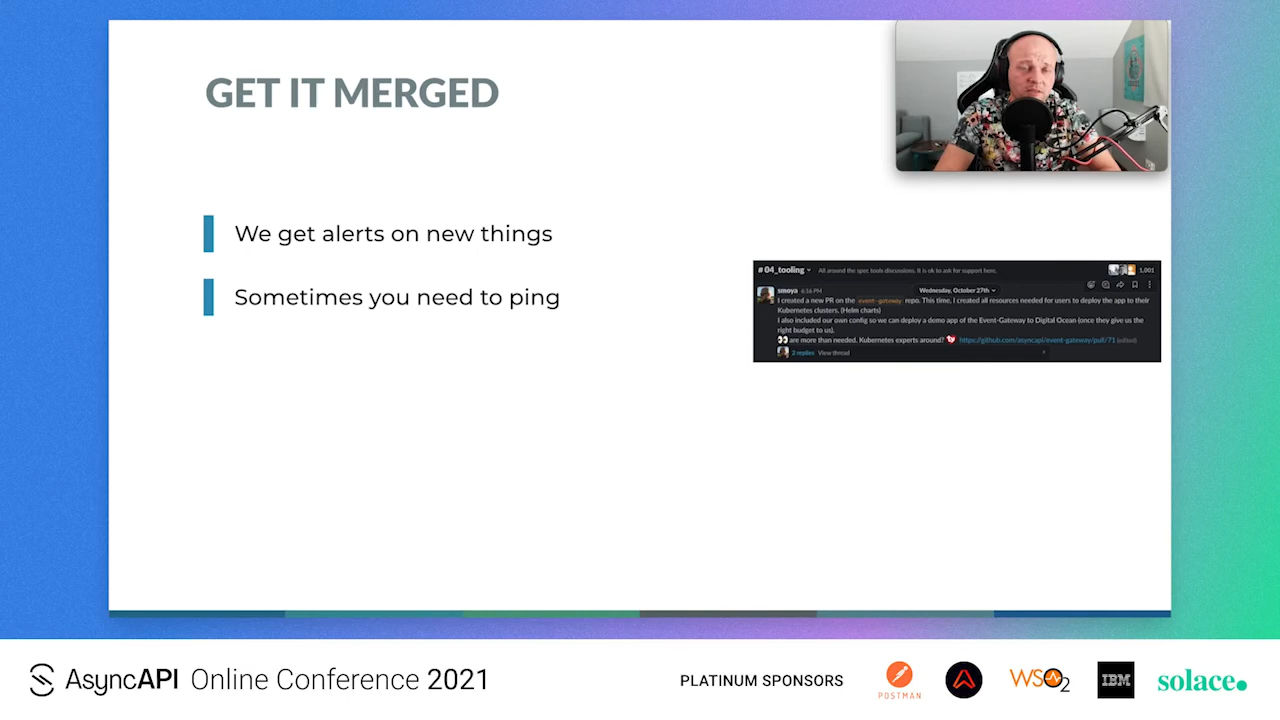 GET IT MERGED
We get alerts on new things
Sometimes you need to ping
# 04_tooling
All around the spec tools discussions. It is ok to ask for support here.
1,001
Wednesday, October 27th
smoya 6:16 PM
I created a new PR on the event-gateway repo. This time, I created all resources needed for users to deploy the app to their
Kubernetes clusters. (Helm charts)
I also included our own config so we can deploy a demo app of the Event-Gateway to Digital Ocean (once they give us the
right budget to us).
👀 are more than needed. Kubernetes experts around? https://github.com/asyncapi/event-gateway/pull/71 (edited)
2 replies View thread
AsyncAPI Online Conference 2021
PLATINUM SPONSORS
POSTMAN
WSO2
IBM
solace.